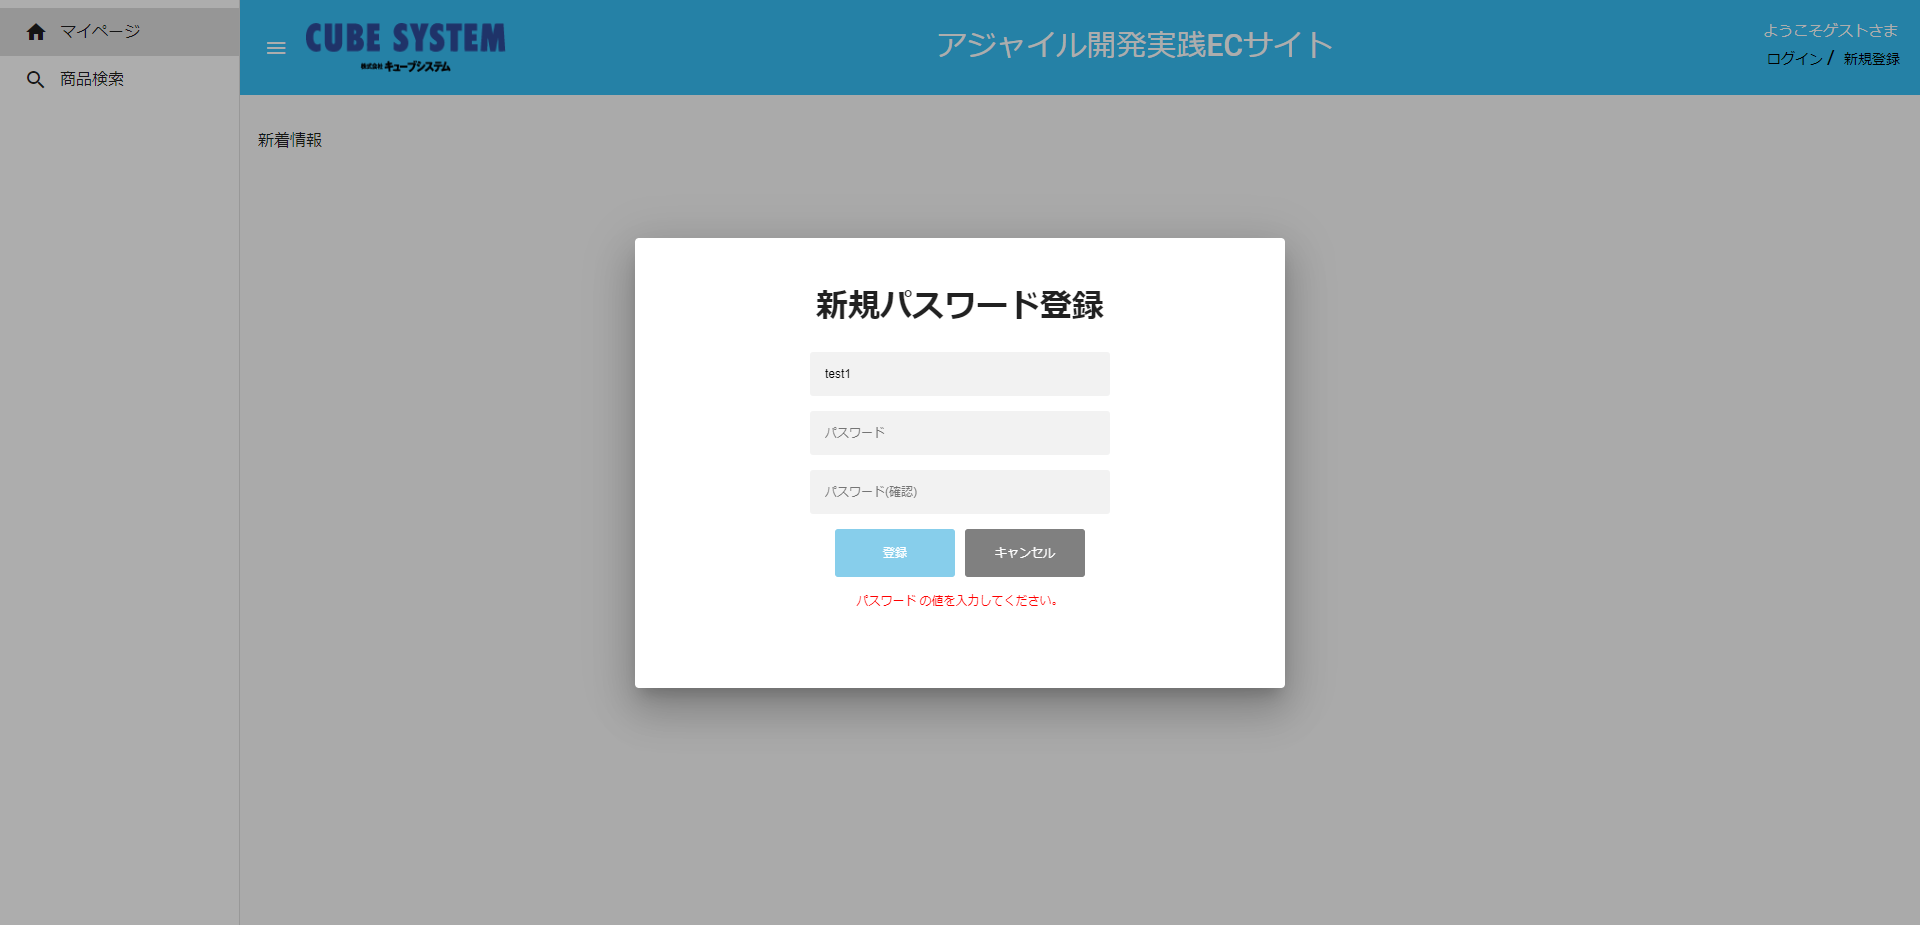 マイページ
商品検索
CUBE SYSTEM
株式会社 キューブシステム
アジャイル開発実践ECサイト
ようこそゲストさま
ログイン / 新規登録
新着情報
新規パスワード登録
test1
パスワード
パスワード(確認)
登録 キャンセル
パスワード の値を入力してください。